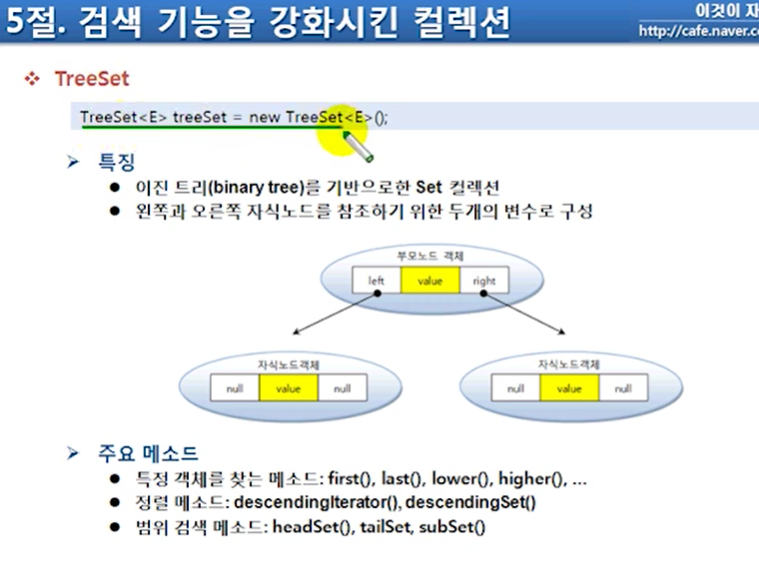 5절. 검색 기능을 강화시킨 컬렉션
이것이 자
http://cafe.naver.co
TreeSet
TreeSet<E> treeSet = new TreeSet<E>();
특징
이진 트리(binary tree)를 기반으로한 Set 컬렉션
왼쪽과 오른쪽 자식노드를 참조하기 위한 두개의 변수로 구성
부모노드 객체
left value right
자식노드객체 자식노드객체
null value null null value null
주요 메소드
특정 객체를 찾는 메소드: first(), last(), lower(), higher(), ...
정렬 메소드: descendingIterator(), descendingSet()
범위 검색 메소드: headSet(), tailSet, subSet()